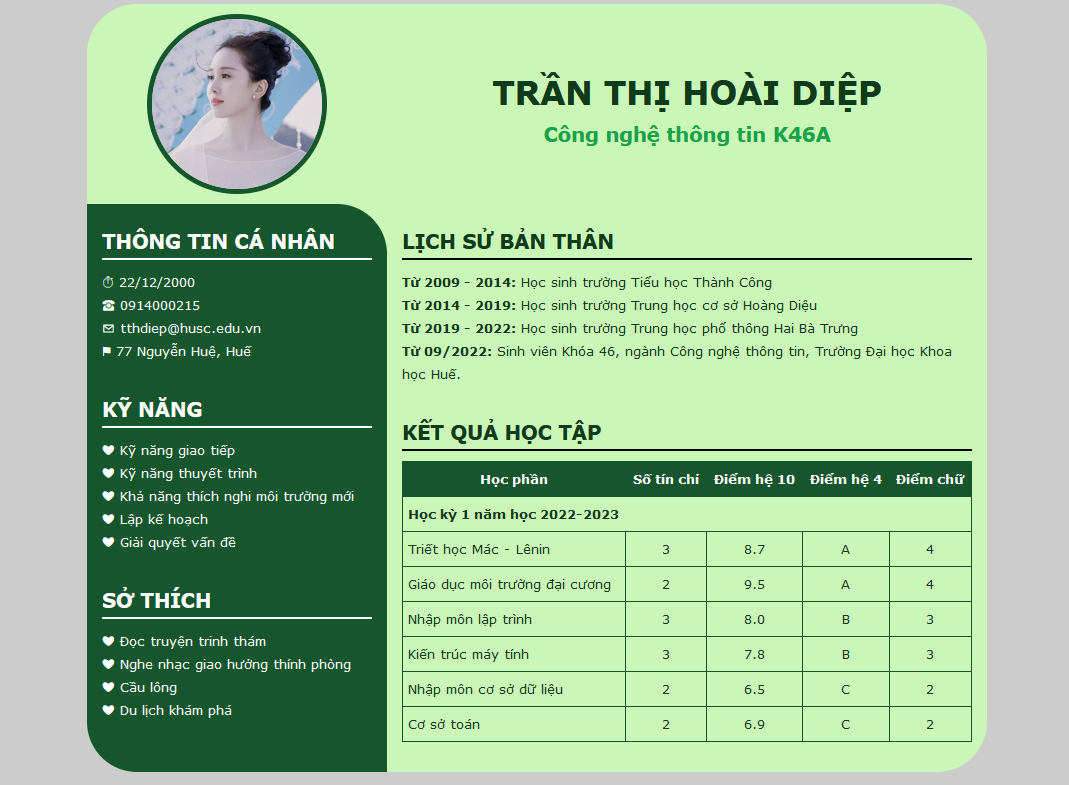 TRẦN THỊ HOÀI DIỆP
Công nghệ thông tin K46A
THÔNG TIN CÁ NHÂN
⏱ 22/12/2000
☎ 0914000215
✉ tthdiep@husc.edu.vn
⚑ 77 Nguyễn Huệ, Huế
KỸ NĂNG
❤ Kỹ năng giao tiếp
❤ Kỹ năng thuyết trình
❤ Khả năng thích nghi môi trường mới
❤ Lập kế hoạch
❤ Giải quyết vấn đề
SỞ THÍCH
❤ Đọc truyện trinh thám
❤ Nghe nhạc giao hưởng thính phòng
❤ Cầu lông
❤ Du lịch khám phá
LỊCH SỬ BẢN THÂN
Từ 2009 - 2014: Học sinh trường Tiểu học Thành Công
Từ 2014 - 2019: Học sinh trường Trung học cơ sở Hoàng Diệu
Từ 2019 - 2022: Học sinh trường Trung học phổ thông Hai Bà Trưng
Từ 09/2022: Sinh viên Khóa 46, ngành Công nghệ thông tin, Trường Đại học Khoa
học Huế.
KẾT QUẢ HỌC TẬP
Học phần Số tín chỉ Điểm hệ 10 Điểm hệ 4 Điểm chữ
Học kỳ 1 năm học 2022-2023
Triết học Mác - Lênin 3 8.7 A 4
Giáo dục môi trường đại cương 2 9.5 A 4
Nhập môn lập trình 3 8.0 B 3
Kiến trúc máy tính 3 7.8 B 3
Nhập môn cơ sở dữ liệu 2 6.5 C 2
Cơ sở toán 2 6.9 C 2